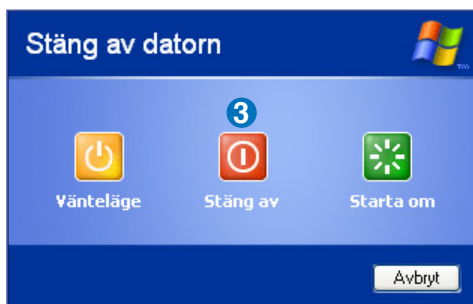 Stäng av datorn
3
Vänteläge
Stäng av
Starta om
Avbryt